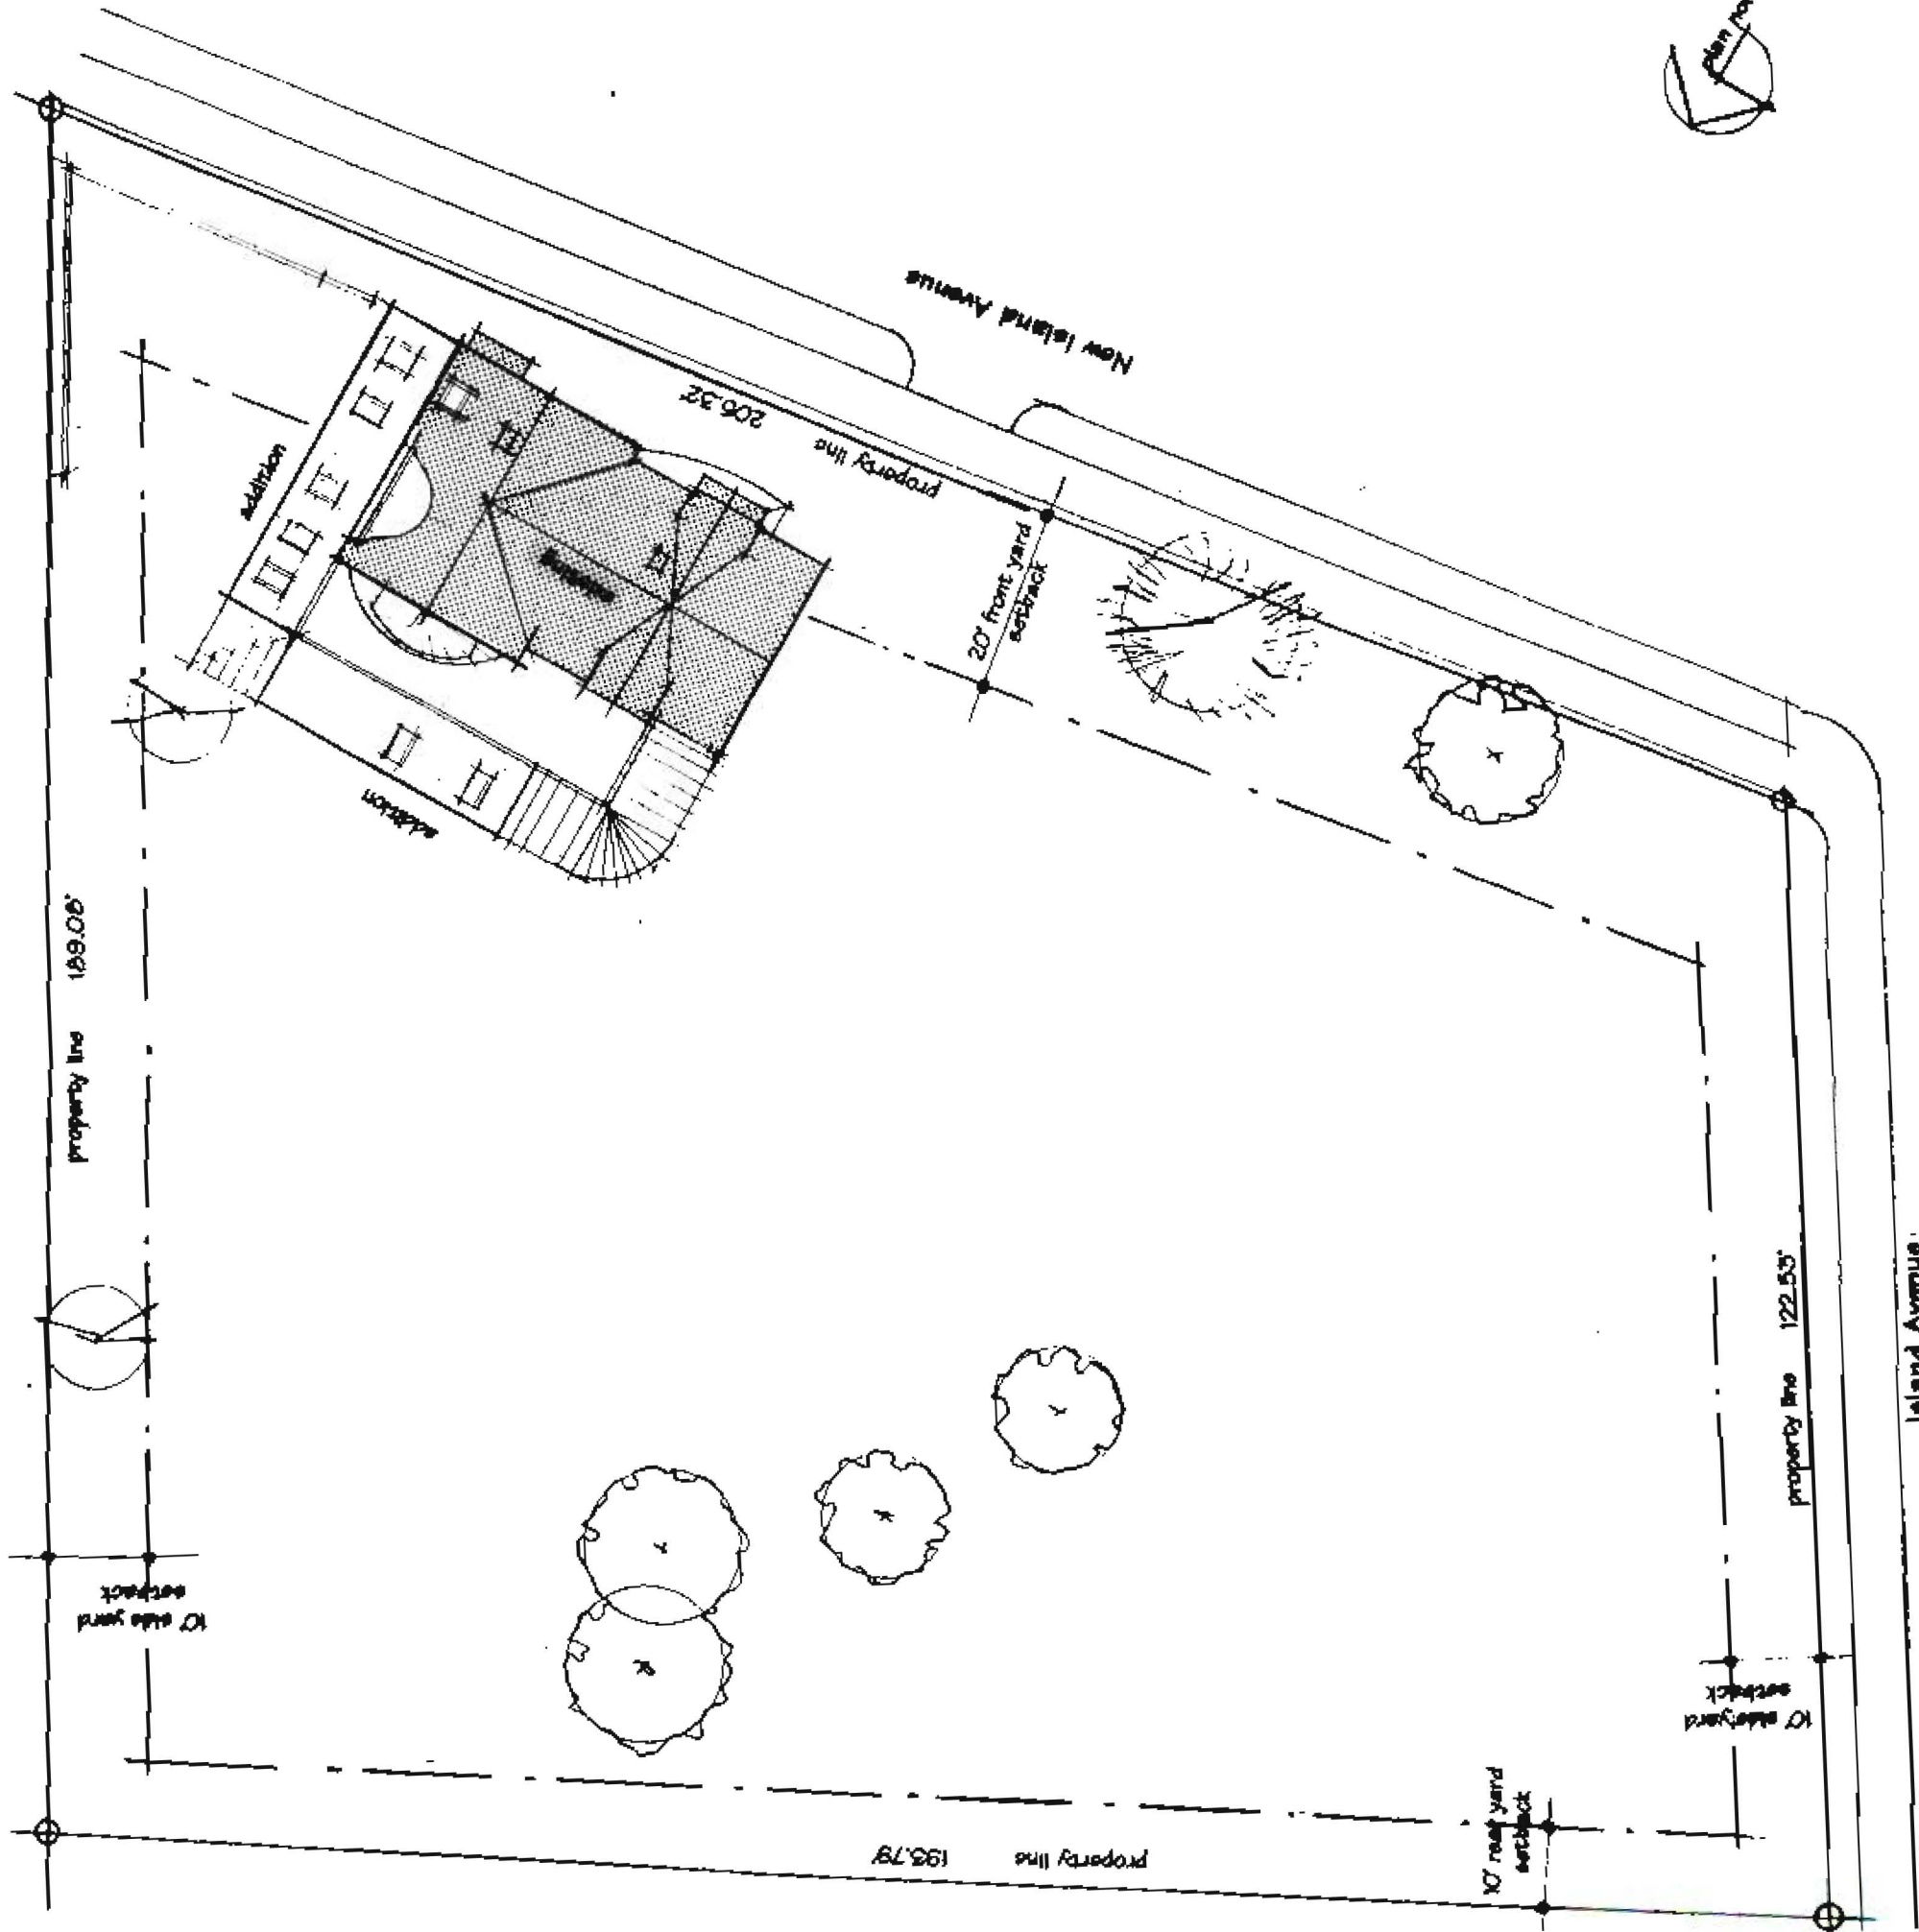 plan
New Island Avenue
206.32'
property line
20' front yard
setback
addition
existing
addition
property line 189.08'
10' side yard
setback
property line 122.53'
Island Avenue
10' side yard
setback
10' rear yard
setback
property line 193.79'